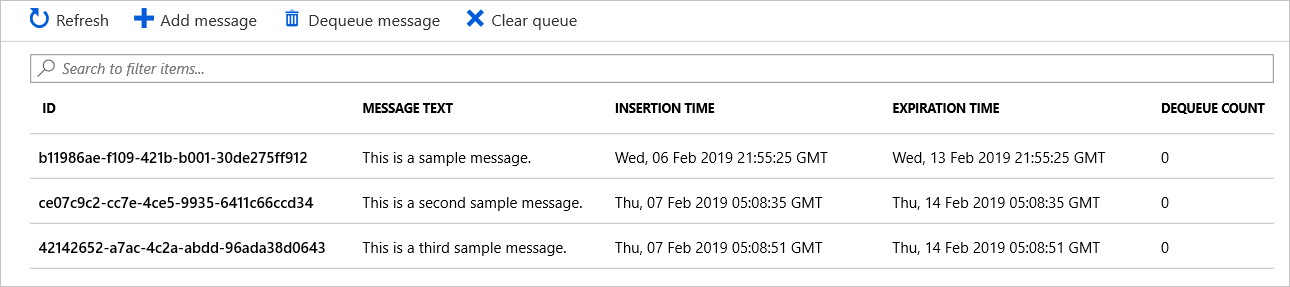 Refresh Add message Dequeue message Clear queue
Search to filter items...
ID MESSAGE TEXT INSERTION TIME EXPIRATION TIME DEQUEUE COUNT
b11986ae-f109-421b-b001-30de275ff912 This is a sample message. Wed, 06 Feb 2019 21:55:25 GMT Wed, 13 Feb 2019 21:55:25 GMT 0
ce07c9c2-cc7e-4ce5-9935-6411c66ccd34 This is a second sample message. Thu, 07 Feb 2019 05:08:35 GMT Thu, 14 Feb 2019 05:08:35 GMT 0
42142652-a7ac-4c2a-abdd-96ada38d0643 This is a third sample message. Thu, 07 Feb 2019 05:08:51 GMT Thu, 14 Feb 2019 05:08:51 GMT 0